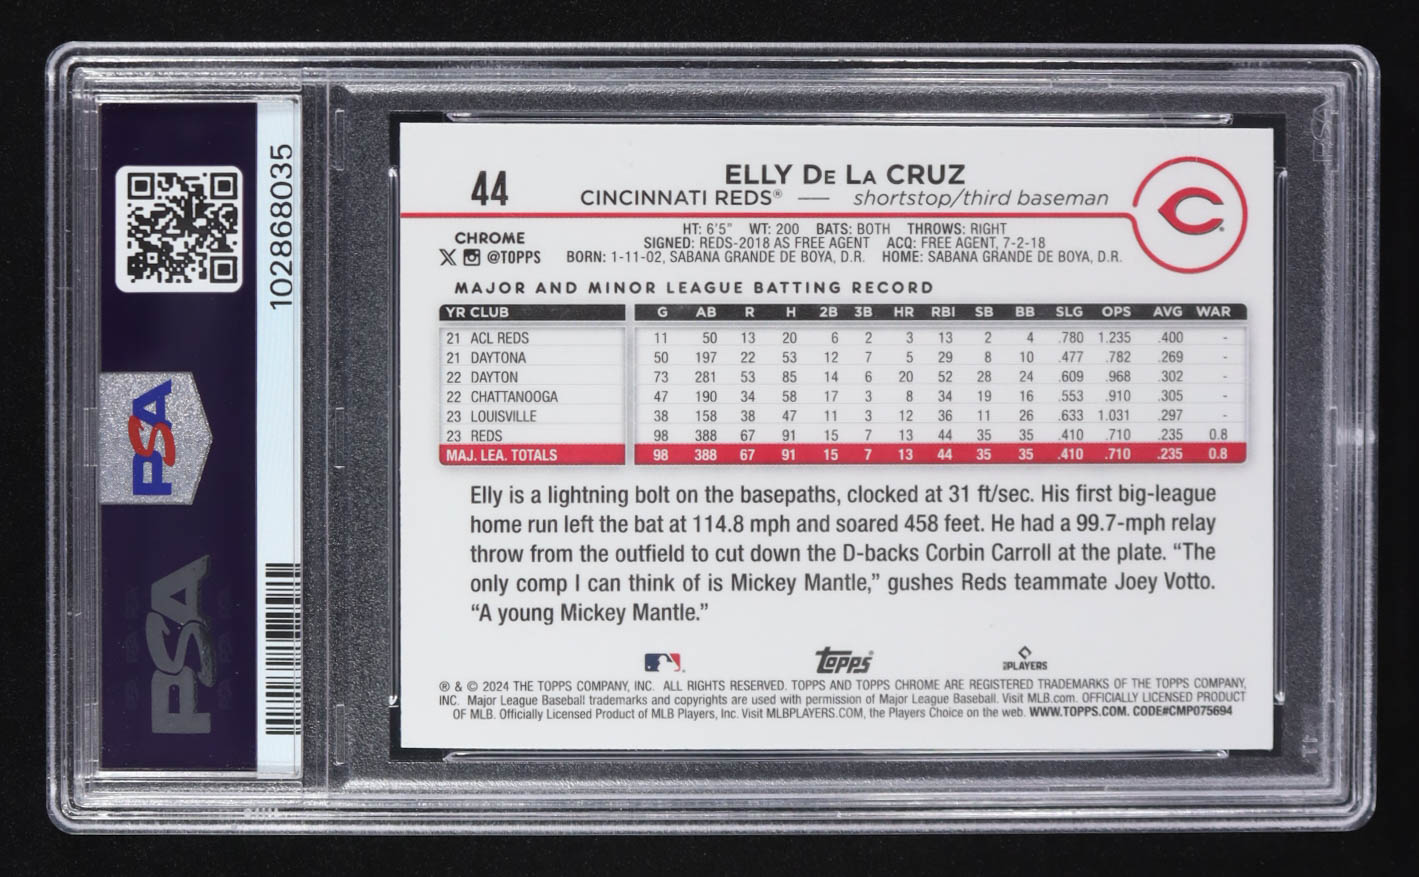 102868035
PSA
PSA
44
ELLY DE LA CRUZ
CINCINNATI REDS® — shortstop/third baseman
C
CHROME
@TOPPS
HT: 6'5" WT: 200 BATS: BOTH THROWS: RIGHT
SIGNED: REDS-2018 AS FREE AGENT ACQ: FREE AGENT, 7-2-18
BORN: 1-11-02, SABANA GRANDE DE BOYA, D.R. HOME: SABANA GRANDE DE BOYA, D.R.
MAJOR AND MINOR LEAGUE BATTING RECORD
YR CLUB G AB R H 2B 3B HR RBI SB BB SLG OPS AVG WAR
21 ACL REDS 11 50 13 20 6 2 3 13 2 4 .780 1.235 .400 -
21 DAYTONA 50 197 22 53 12 7 5 29 8 10 .477 .782 .269 -
22 DAYTON 73 281 53 85 14 6 20 52 28 24 .609 .968 .302 -
22 CHATTANOOGA 47 190 34 58 17 3 8 34 19 16 .553 .910 .305 -
23 LOUISVILLE 38 158 38 47 11 3 12 36 11 26 .633 1.031 .297 -
23 REDS 98 388 67 91 15 7 13 44 35 35 .410 .710 .235 0.8
MAJ. LEA. TOTALS 98 388 67 91 15 7 13 44 35 35 .410 .710 .235 0.8
Elly is a lightning bolt on the basepaths, clocked at 31 ft/sec. His first big-league
home run left the bat at 114.8 mph and soared 458 feet. He had a 99.7-mph relay
throw from the outfield to cut down the D-backs Corbin Carroll at the plate. “The
only comp I can think of is Mickey Mantle,” gushes Reds teammate Joey Votto.
“A young Mickey Mantle.”
Topps
PLAYERS
® & © 2024 THE TOPPS COMPANY, INC. ALL RIGHTS RESERVED. TOPPS AND TOPPS CHROME ARE REGISTERED TRADEMARKS OF THE TOPPS COMPANY,
INC. Major League Baseball trademarks and copyrights are used with permission of Major League Baseball. Visit MLB.com. OFFICIALLY LICENSED PRODUCT
OF MLB. Officially Licensed Product of MLB Players, Inc. Visit MLBPLAYERS.COM, the Players Choice on the web. WWW.TOPPS.COM. CODE#CMP075694